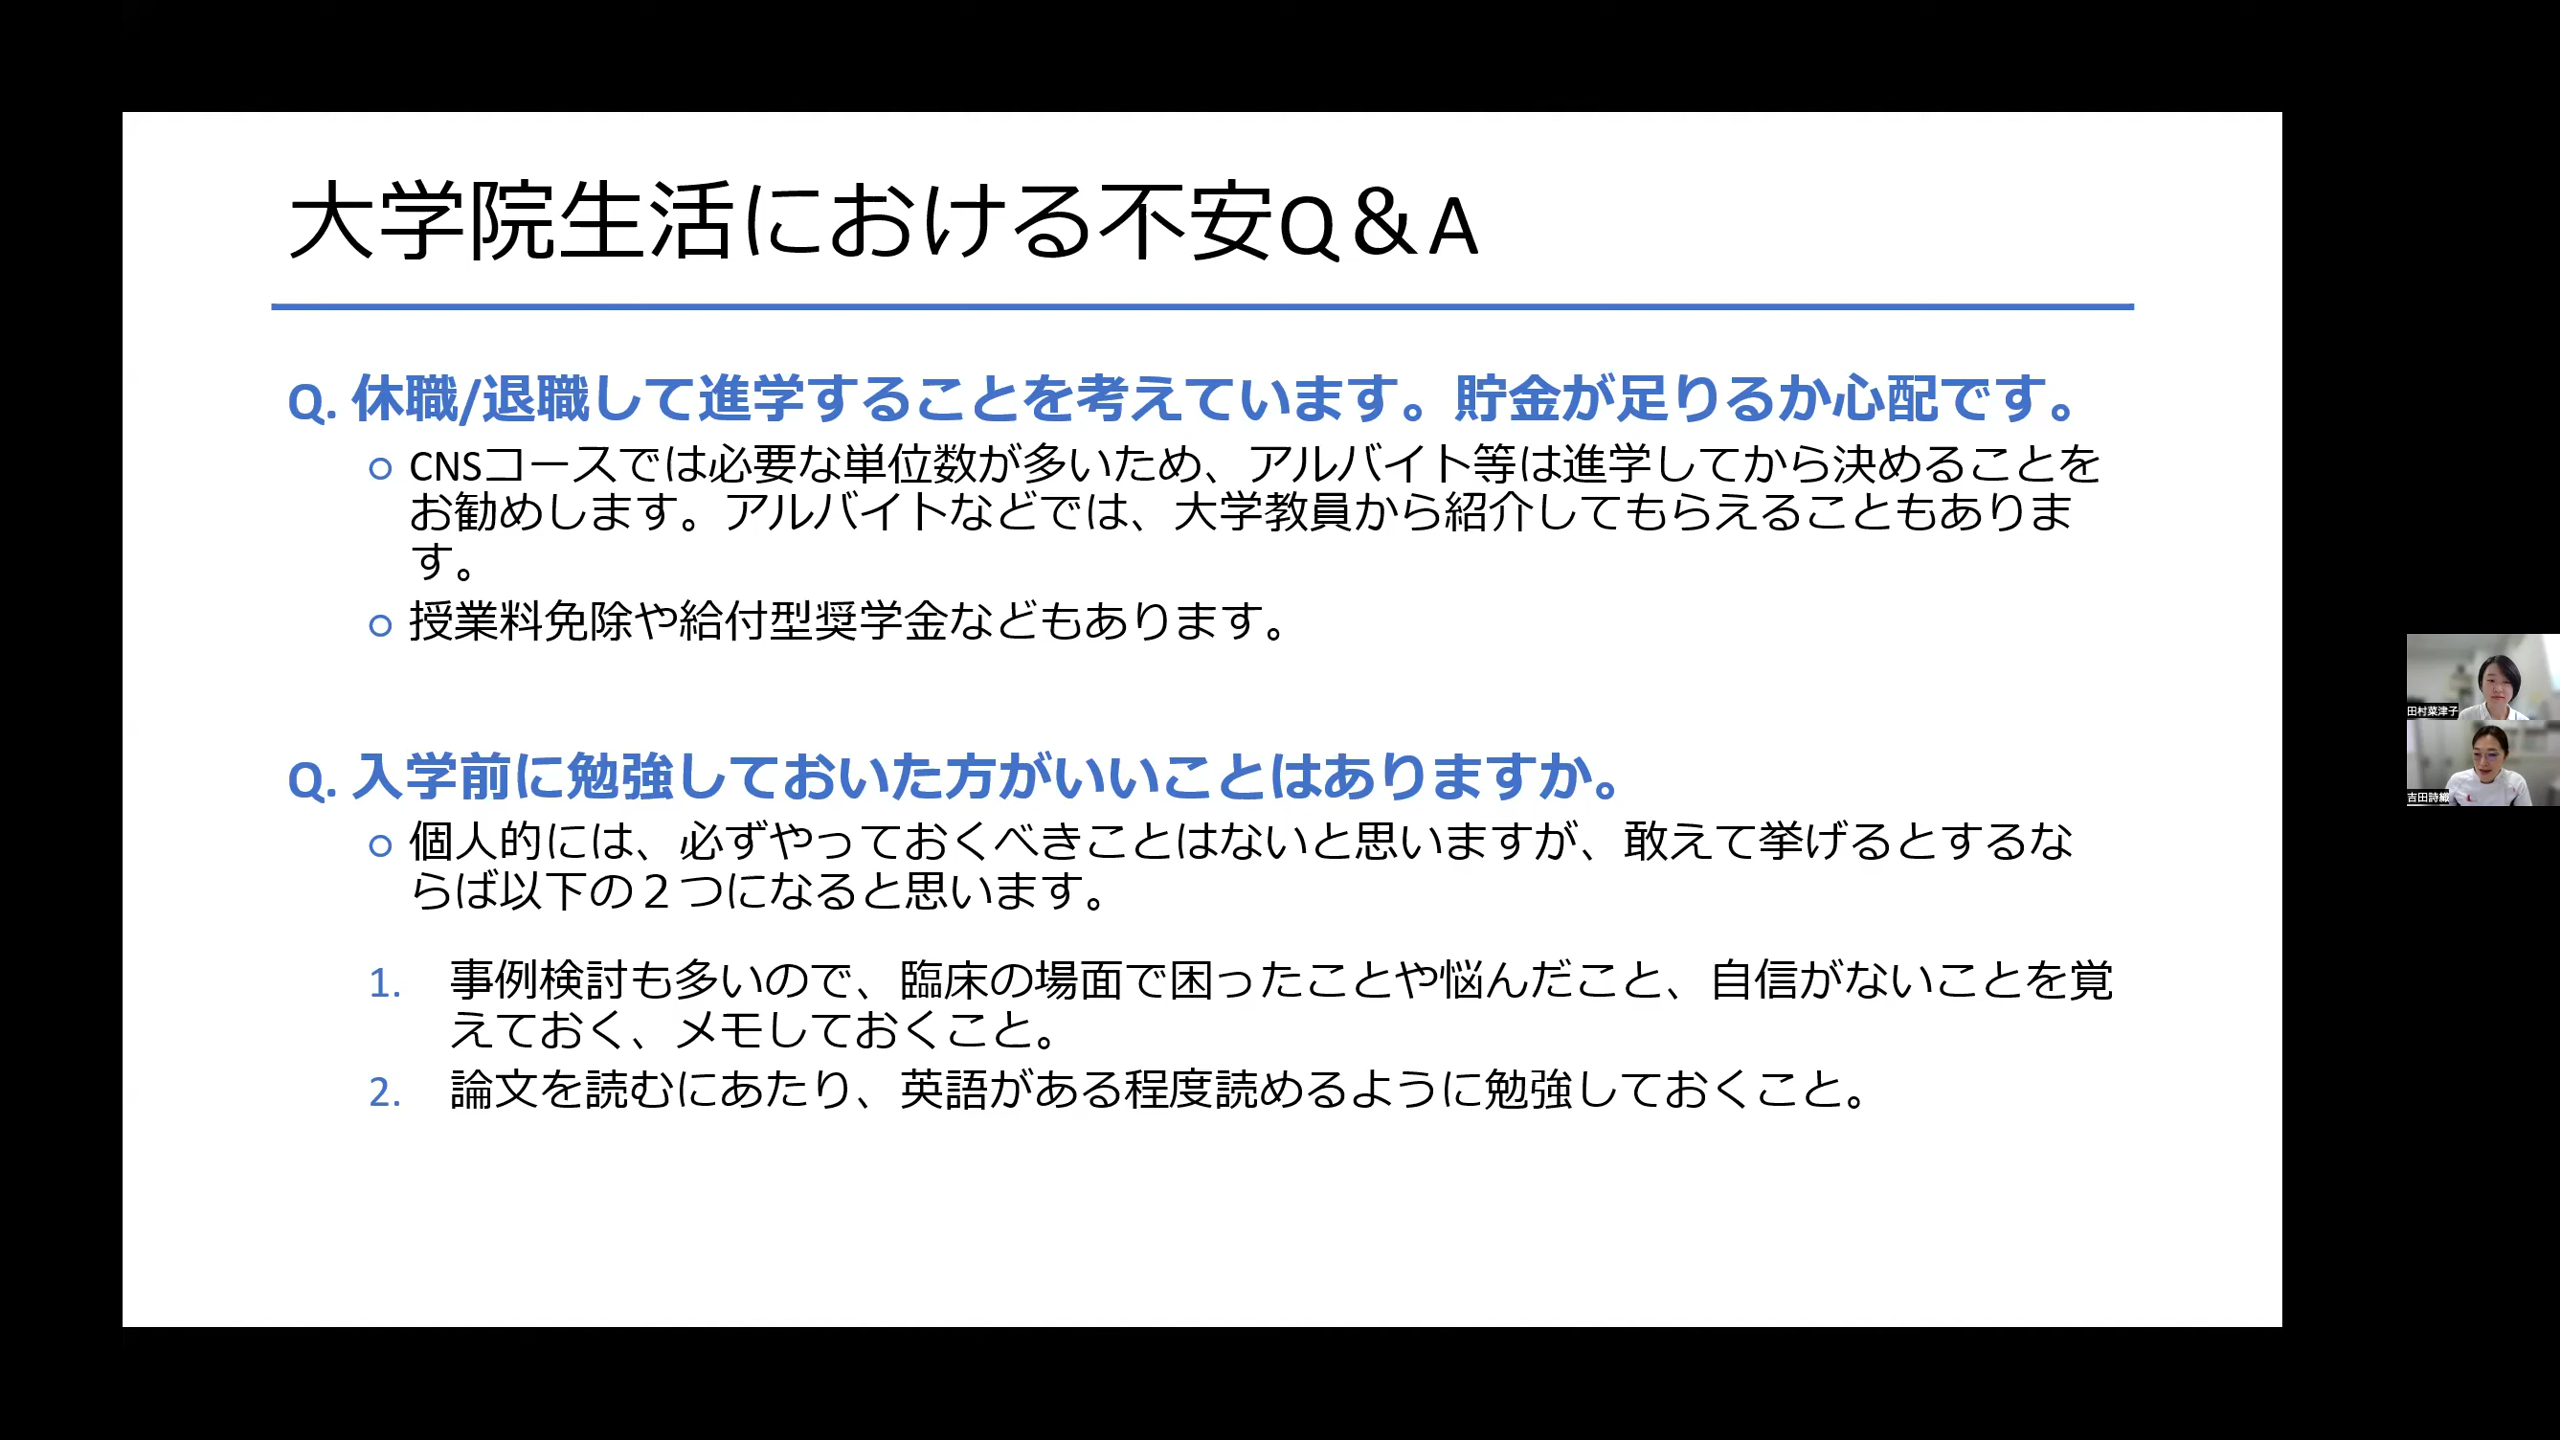 大学院生活における不安Q＆A
Q. 休職/退職して進学することを考えています。貯金が足りるか心配です。
○ CNSコースでは必要な単位数が多いため、アルバイト等は進学してから決めることを
お勧めします。アルバイトなどでは、大学教員から紹介してもらえることもありま
す。
○ 授業料免除や給付型奨学金などもあります。
Q. 入学前に勉強しておいた方がいいことはありますか。
○ 個人的には、必ずやっておくべきことはないと思いますが、敢えて挙げるとするな
らば以下の２つになると思います。
1. 事例検討も多いので、臨床の場面で困ったことや悩んだこと、自信がないことを覚
えておく、メモしておくこと。
2. 論文を読むにあたり、英語がある程度読めるように勉強しておくこと。
田村菜津子
吉田詩織